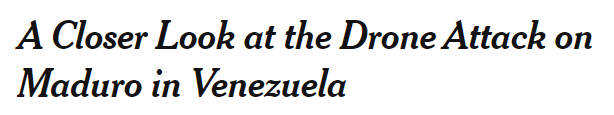 A Closer Look at the Drone Attack on
Maduro in Venezuela